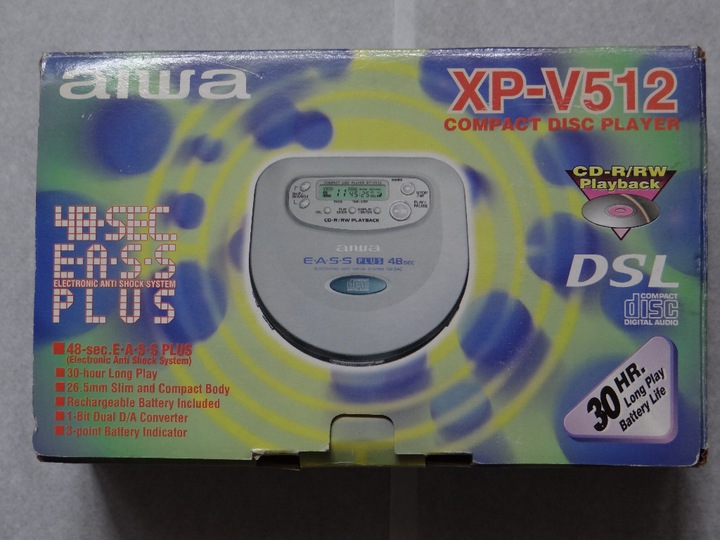 aiwa
XP-V512
COMPACT DISC PLAYER
CD-R/RW
Playback
48-SEC
E·A·S·S
ELECTRONIC ANTI SHOCK SYSTEM
PLUS
CD-R/RW PLAYBACK
aiwa
E·A·S·S PLUS 48sec
DSL
COMPACT
disc
DIGITAL AUDIO
48-sec.E·A·S·S PLUS
(Electronic Anti Shock System)
30-hour Long Play
26.5mm Slim and Compact Body
Rechargeable Battery Included
1-Bit Dual D/A Converter
3-point Battery Indicator
30 HR.
Long Play
Battery Life